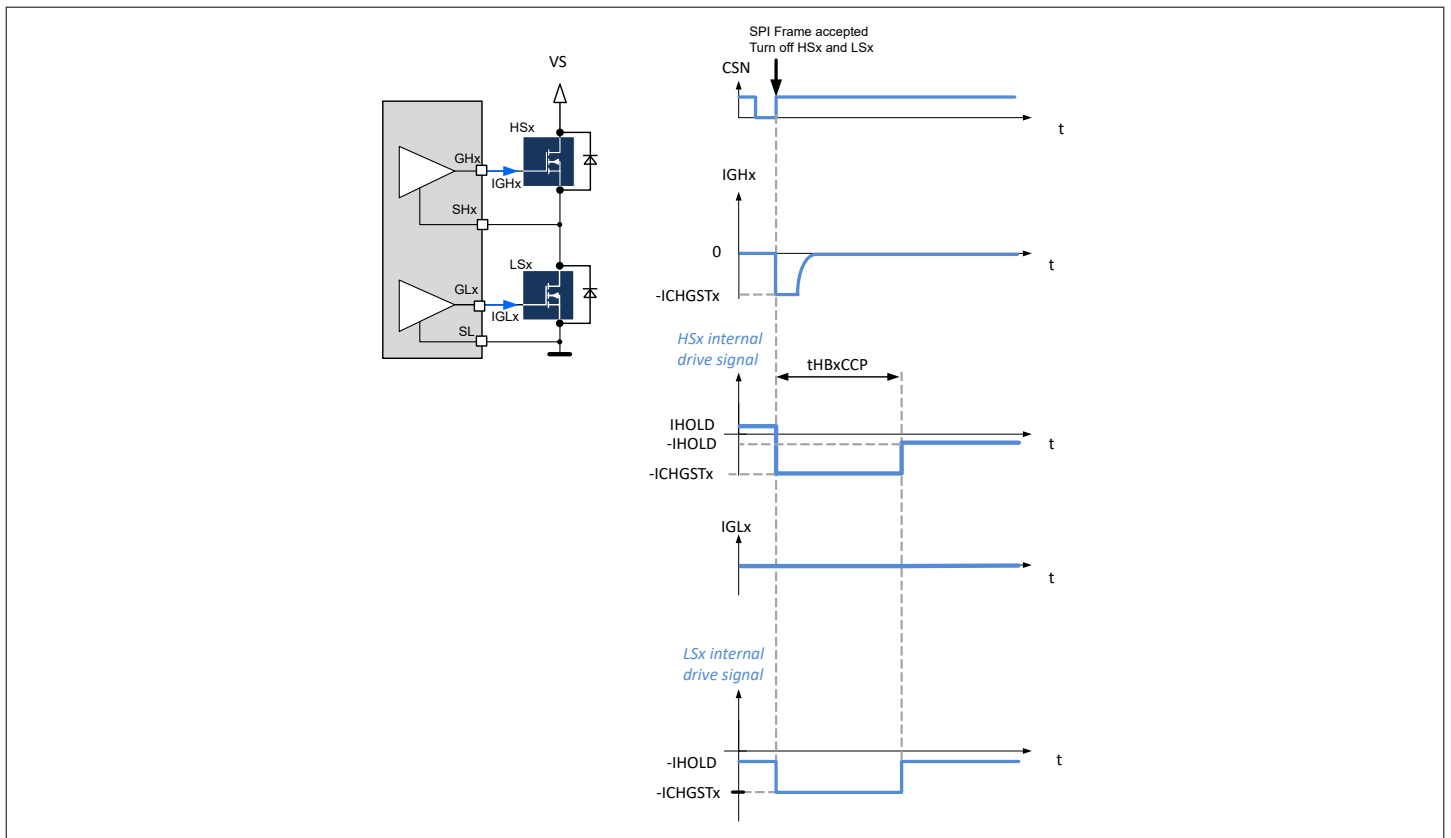 VS
HSx
GHx
IGHx
SHx
LSx
GLx
IGLx
SL
SPI Frame accepted
Turn off HSx and LSx
CSN
t
IGHx
0
t
-ICHGSTx
HSx internal
drive signal
tHBxCCP
IHOLD
-IHOLD
t
-ICHGSTx
IGLx
t
LSx internal
drive signal
-IHOLD
t
-ICHGSTx